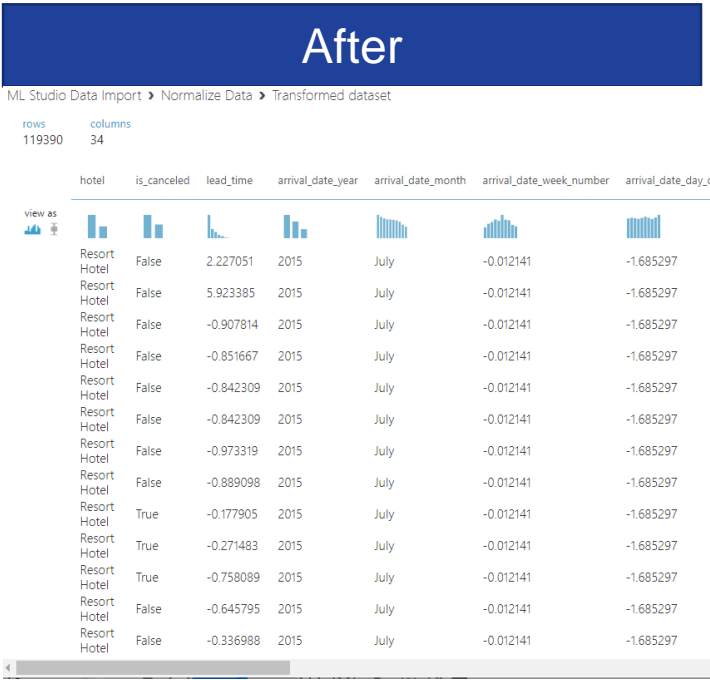 After
ML Studio Data Import > Normalize Data > Transformed dataset
rows columns
119390 34
hotel is_canceled lead_time arrival_date_year arrival_date_month arrival_date_week_number arrival_date_day_
view as
Resort Hotel False 2.227051 2015 July -0.012141 -1.685297
Resort Hotel False 5.923385 2015 July -0.012141 -1.685297
Resort Hotel False -0.907814 2015 July -0.012141 -1.685297
Resort Hotel False -0.851667 2015 July -0.012141 -1.685297
Resort Hotel False -0.842309 2015 July -0.012141 -1.685297
Resort Hotel False -0.842309 2015 July -0.012141 -1.685297
Resort Hotel False -0.973319 2015 July -0.012141 -1.685297
Resort Hotel False -0.889098 2015 July -0.012141 -1.685297
Resort Hotel True -0.177905 2015 July -0.012141 -1.685297
Resort Hotel True -0.271483 2015 July -0.012141 -1.685297
Resort Hotel True -0.758089 2015 July -0.012141 -1.685297
Resort Hotel False -0.645795 2015 July -0.012141 -1.685297
Resort Hotel False -0.336988 2015 July -0.012141 -1.685297